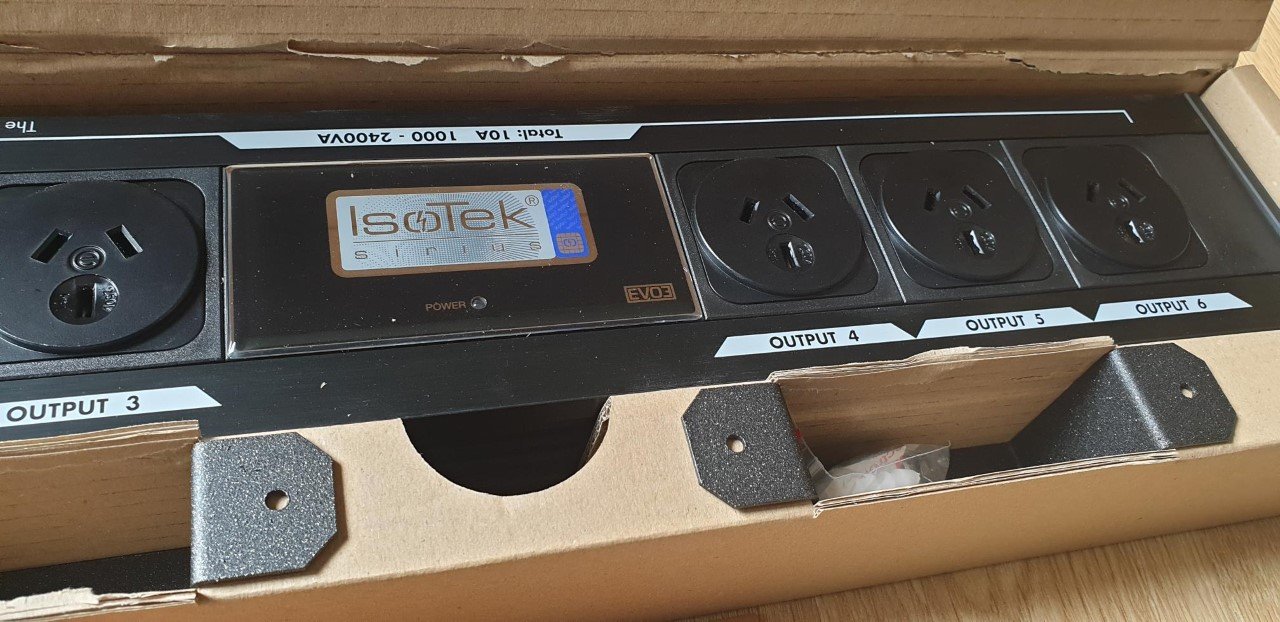 The
Total: 10A 1000 - 2400VA
IsoTek®
sirius
POWER
EVO3
OUTPUT 3
OUTPUT 4
OUTPUT 5
OUTPUT 6